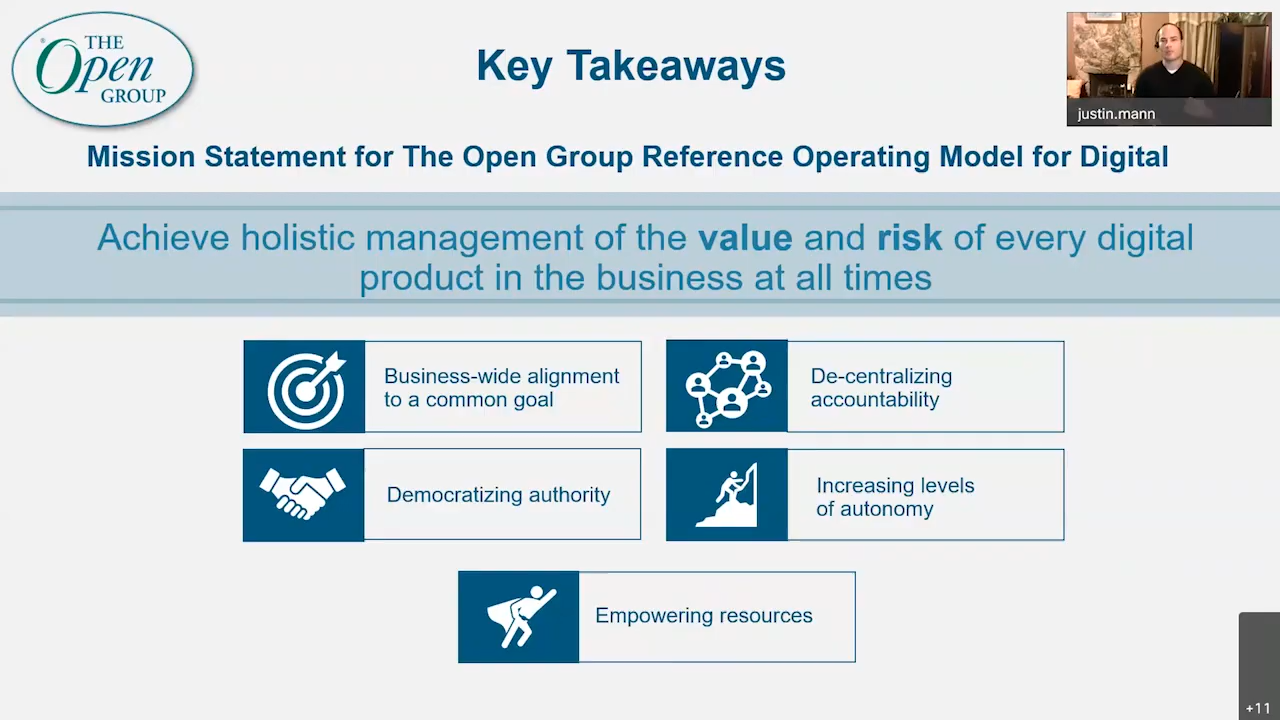 THE
Open
GROUP
Key Takeaways
justin.mann
Mission Statement for The Open Group Reference Operating Model for Digital
Achieve holistic management of the value and risk of every digital
product in the business at all times
Business-wide alignment
to a common goal
De-centralizing
accountability
Democratizing authority
Increasing levels
of autonomy
Empowering resources
+11